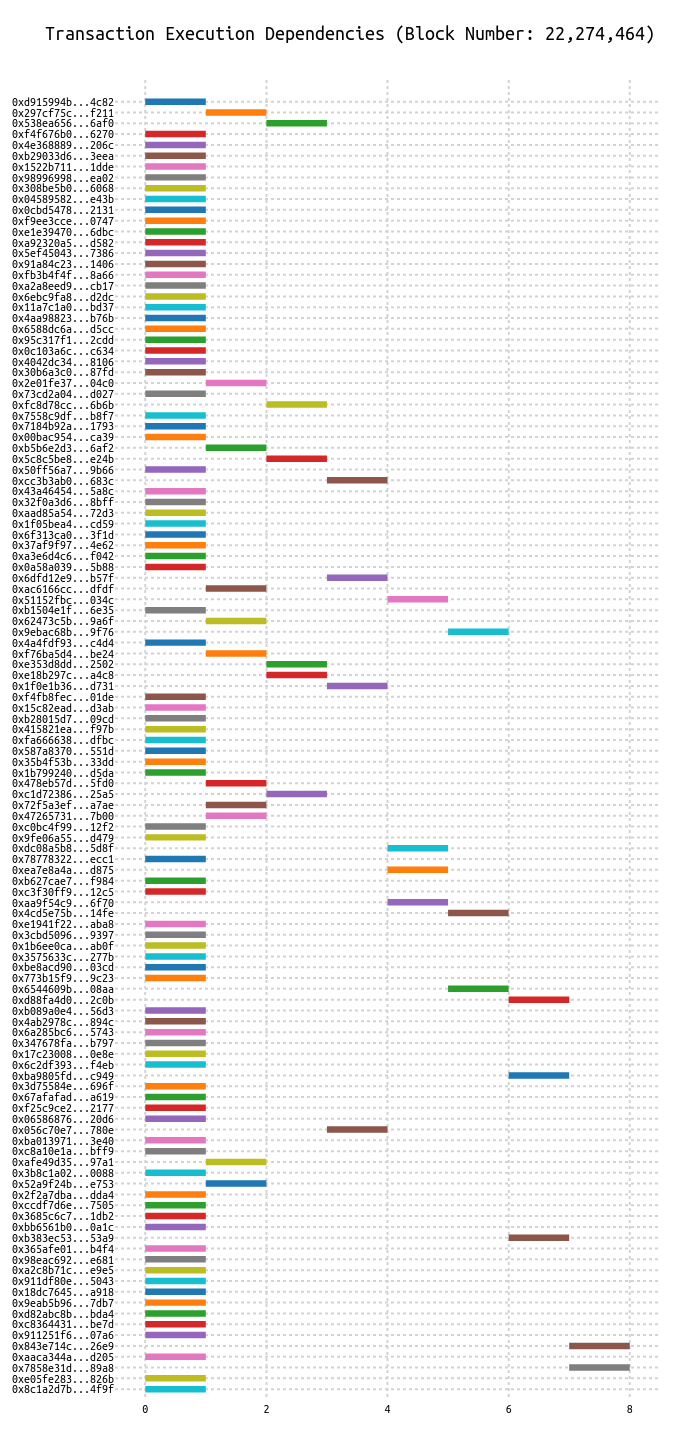 Transaction Execution Dependencies (Block Number: 22,274,464)
0xd915994b...4c82
0x297cf75c...f211
0x538ea656...6af0
0xf4f676b0...6270
0x4e368889...206c
0xb29033d6...3eea
0x1522b711...1dde
0x98996998...ea02
0x308be5b0...6068
0x04589582...e43b
0x0cbd5478...2131
0xf9ee3cce...0747
0xe1e39470...6dbc
0xa92320a5...d582
0x5ef45043...7386
0x91a84c23...1406
0xfb3b4f4f...8a66
0xa2a8eed9...cb17
0x6ebc9fa8...d2dc
0x11a7c1a0...bd37
0x4aa98823...b76b
0x6588dc6a...d5cc
0x95c317f1...2cdd
0x0c103a6c...c634
0x4042dc34...8106
0x30b6a3c0...87fd
0x2e01fe37...04c0
0x73cd2a04...d027
0xfc8d78cc...6b6b
0x7558c9df...b8f7
0x7184b92a...1793
0x00bac954...ca39
0xb5b6e2d3...6af2
0x5c8c5be8...e24b
0x50ff56a7...9b66
0xcc3b3ab0...683c
0x43a46454...5a8c
0x32f0a3d6...8bff
0xaad85a54...72d3
0x1f05bea4...cd59
0x6f313ca0...3f1d
0x37af9f97...4e62
0xa3e6d4c6...f042
0x0a58a039...5b88
0x6dfd12e9...b57f
0xac6166cc...dfdf
0x51152fbc...034c
0xb1504e1f...6e35
0x62473c5b...9a6f
0x9ebac68b...9f76
0x4a4fdf93...c4d4
0xf76ba5d4...be24
0xe353d8dd...2502
0xe18b297c...a4c8
0x1f0e1b36...d731
0xf4fb8fec...01de
0x15c82ead...d3ab
0xb28015d7...09cd
0x415821ea...f97b
0xfa666638...dfbc
0x587a8370...551d
0x35b4f53b...33dd
0x1b799240...d5da
0x478eb57d...5fd0
0xc1d72386...25a5
0x72f5a3ef...a7ae
0x47265731...7b00
0xc0bc4f99...12f2
0x9fe06a55...d479
0xdc08a5b8...5d8f
0x78778322...ecc1
0xea7e8a4a...d875
0xb627cae7...f984
0xc3f30ff9...12c5
0xaa9f54c9...6f70
0x4cd5e75b...14fe
0xe1941f22...aba8
0x3cbd5096...9397
0x1b6ee0ca...ab0f
0x3575633c...277b
0xbe8acd90...03cd
0x773b15f9...9c23
0x6544609b...08aa
0xd88fa4d0...2c0b
0xb089a0e4...56d3
0x4ab2978c...894c
0x6a285bc6...5743
0x347678fa...b797
0x17c23008...0e8e
0x6c2df393...f4eb
0xba9805fd...c949
0x3d75584e...696f
0x67afafad...a619
0xf25c9ce2...2177
0x06586876...20d6
0x056c70e7...780e
0xba013971...3e40
0xc8a10e1a...bff9
0xafe49d35...97a1
0x3b8c1a02...0088
0x52a9f24b...e753
0x2f2a7dba...dda4
0xccdf7d6e...7505
0x3685c6c7...1db2
0xbb6561b0...0a1c
0xb383ec53...53a9
0x365afe01...b4f4
0x98eac692...e681
0xa2c8b71c...e9e5
0x911df80e...5043
0x18dc7645...a918
0x9eab5b96...7db7
0xd82abc8b...bda4
0xc8364431...be7d
0x911251f6...07a6
0x843e714c...26e9
0xaaca344a...d205
0x7858e31d...89a8
0xe05fe283...826b
0x8c1a2d7b...4f9f
0 2 4 6 8